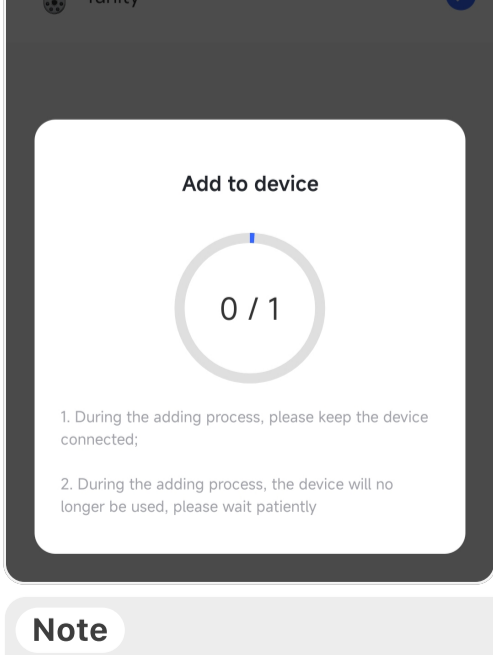 Add to device
0 / 1
1. During the adding process, please keep the device
connected;
2. During the adding process, the device will no
longer be used, please wait patiently
Note